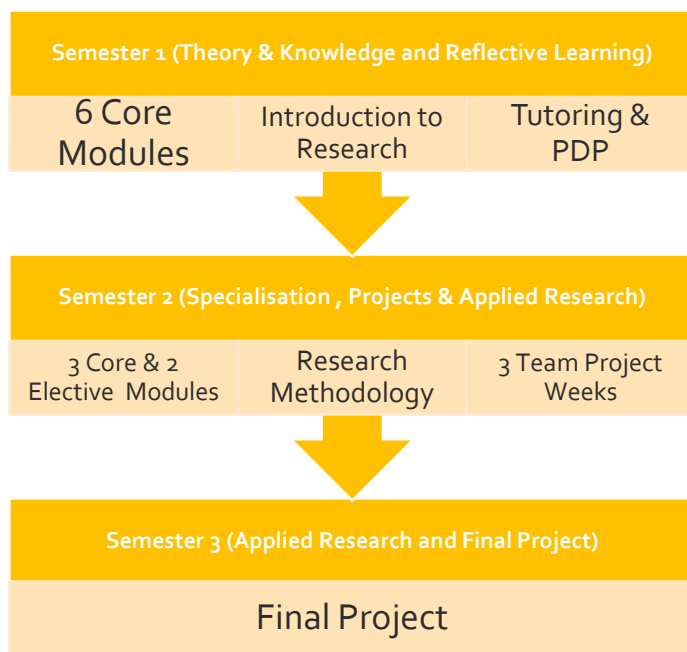 Semester 1 (Theory & Knowledge and Reflective Learning)
6 Core
Modules
Introduction to
Research
Tutoring &
PDP
Semester 2 (Specialisation , Projects & Applied Research)
3 Core & 2
Elective Modules
Research
Methodology
3 Team Project
Weeks
Semester 3 (Applied Research and Final Project)
Final Project